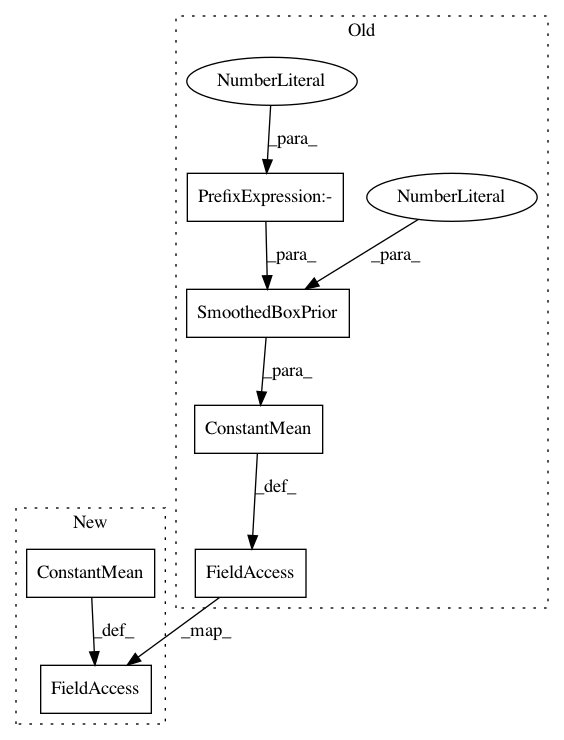 Old
NumberLiteral
_para_
PrefixExpression:-
NumberLiteral
_para_
_para_
SmoothedBoxPrior
_para_
ConstantMean
_def_
New
ConstantMean
FieldAccess
_def_
_map_
FieldAccess